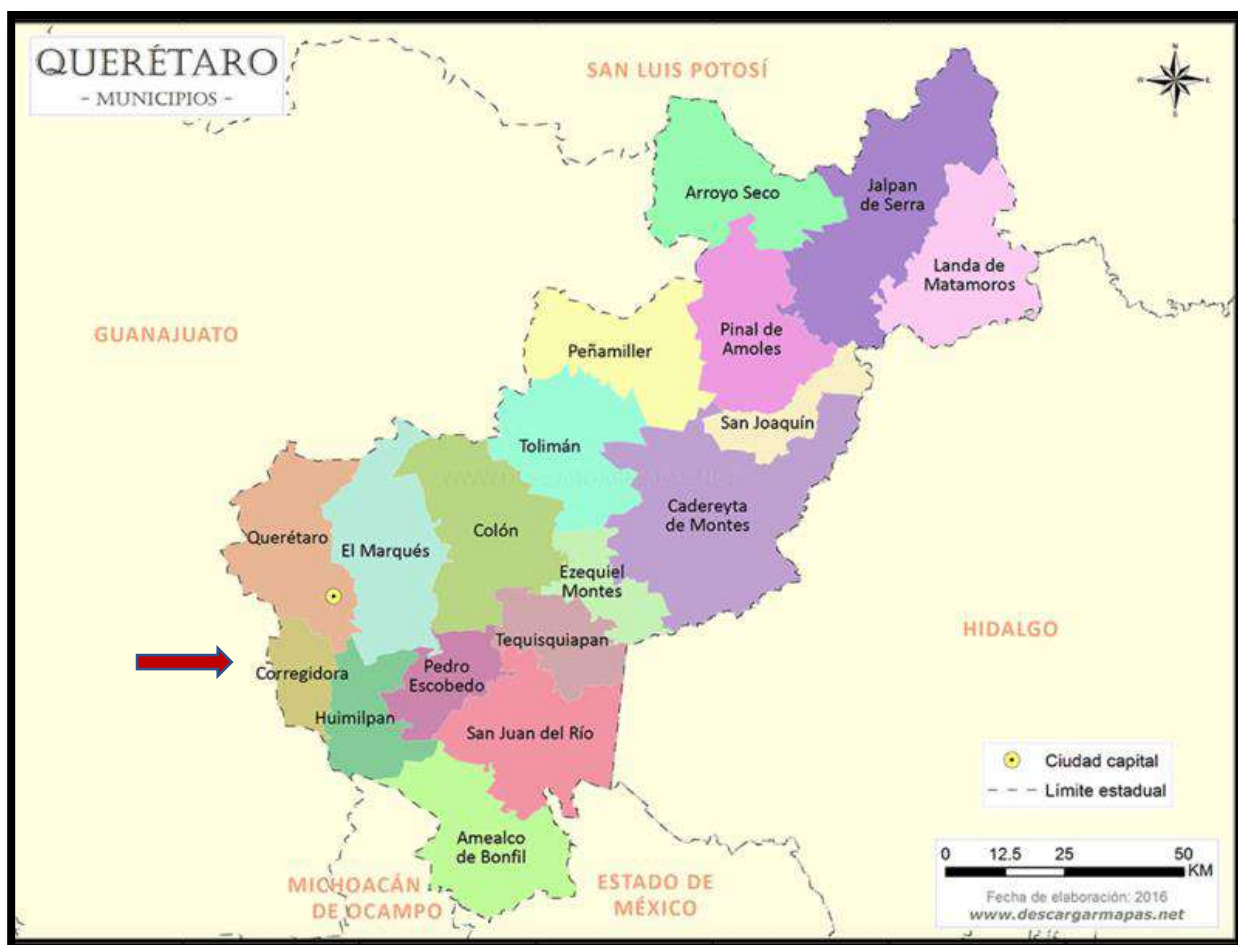 QUERÉTARO
- MUNICIPIOS -
SAN LUIS POTOSÍ
N
W
E
S
Arroyo Seco
Jalpan
de Serra
Landa de
Matamoros
GUANAJUATO
Pinal de
Amoles
Peñamiller
San Joaquín
Tolimán
Cadereyta
de Montes
Querétaro
El Marqués
Colón
Ezequiel
Montes
HIDALGO
Tequisquiapan
Corregidora
Pedro
Escobedo
Huimilpan
San Juan del Río
Ciudad capital
Límite estadual
Amealco
de Bonfil
0 12.5 25 50
KM
MICHOACÁN
DE OCAMPO
ESTADO DE
MÉXICO
Fecha de elaboración: 2016
www.descargarmapas.net